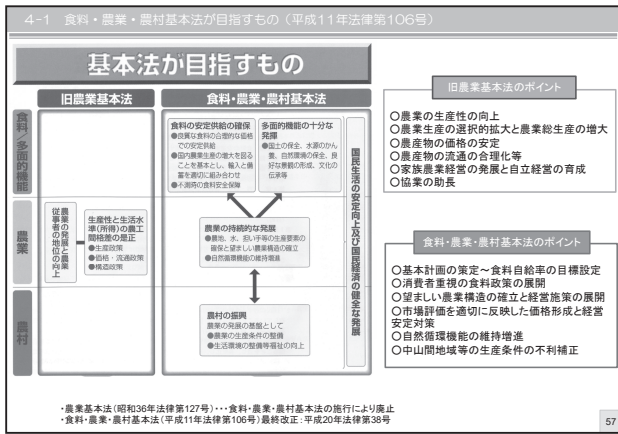 4-1 食料・農業・農村基本法が目指すもの（平成11年法律第106号）
基本法が目指すもの
旧農業基本法
食料・農業・農村基本法
食料／多面的機能
農業
農村
農業の発展と農業
従事者の地位の向上
生産性と生活水
準(所得)の農工
間格差の是正
●生産政策
●価格・流通政策
●構造政策
食料の安定供給の確保
●良質な食料の合理的な価格
での安定供給
●国内農業生産の増大を図る
ことを基本とし、輸入と備
蓄を適切に組み合わせ
●不測時の食料安全保障
多面的機能の十分な
発揮
●国土の保全、水源のかん
養、自然環境の保全、良
好な景観の形成、文化の
伝承等
農業の持続的な発展
●農地、水、担い手等の生産要素の
確保と望ましい農業構造の確立
●自然循環機能の維持増進
農村の振興
農業の発展の基盤として
●農業の生産条件の整備
●生活環境の整備等福祉の向上
国民生活の安定向上及び国民経済の健全な発展
旧農業基本法のポイント
○農業の生産性の向上
○農業生産の選択的拡大と農業総生産の増大
○農産物の価格の安定
○農産物の流通の合理化等
○家族農業経営の発展と自立経営の育成
○協業の助長
食料・農業・農村基本法のポイント
○基本計画の策定～食料自給率の目標設定
○消費者重視の食料政策の展開
○望ましい農業構造の確立と経営施策の展開
○市場評価を適切に反映した価格形成と経営
安定対策
○自然循環機能の維持増進
○中山間地域等の生産条件の不利補正
・農業基本法（昭和36年法律第127号）・・・食料・農業・農村基本法の施行により廃止
・食料・農業・農村基本法（平成11年法律第106号）最終改正：平成20年法律第38号
57